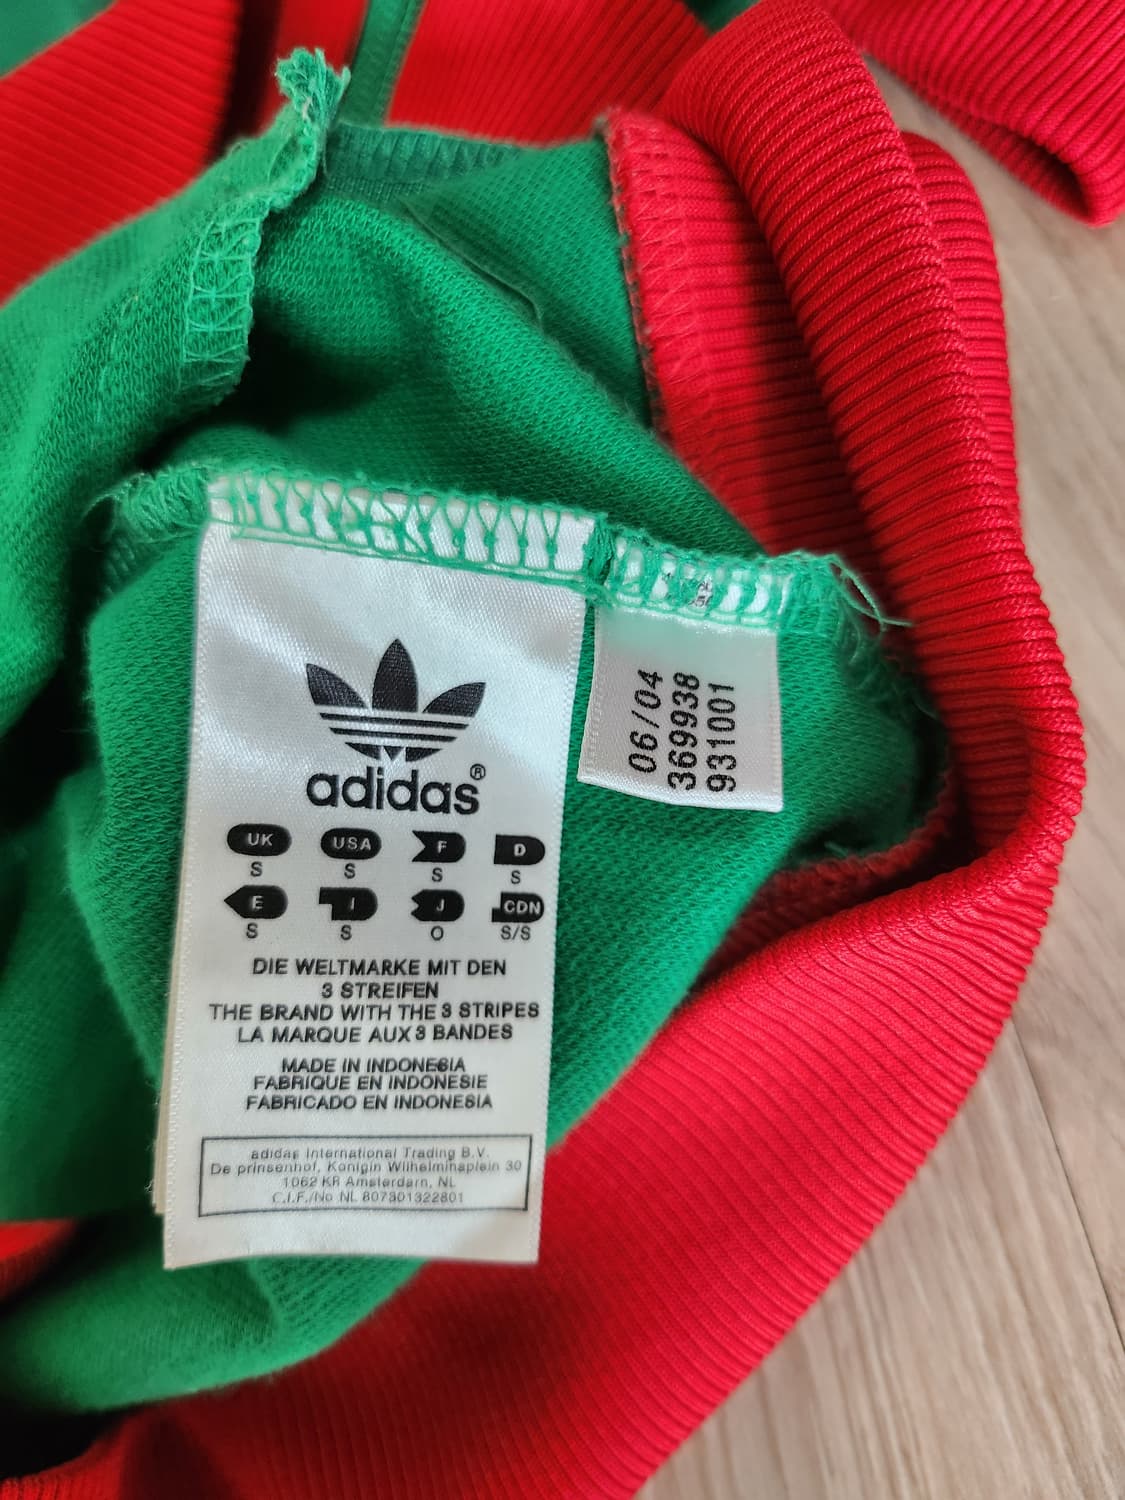 adidas®
UK USA F D
S S S S
E I J CDN
S S O S/S
DIE WELTMARKE MIT DEN
3 STREIFEN
THE BRAND WITH THE 3 STRIPES
LA MARQUE AUX 3 BANDES
MADE IN INDONESIA
FABRIQUE EN INDONESIE
FABRICADO EN INDONESIA
adidas International Trading B.V.
De prinsenhof, Konigin Wilhelminaplein 30
1062 KR Amsterdam, NL
C.I.F./No NL 807301322801
06/04
369938
931001